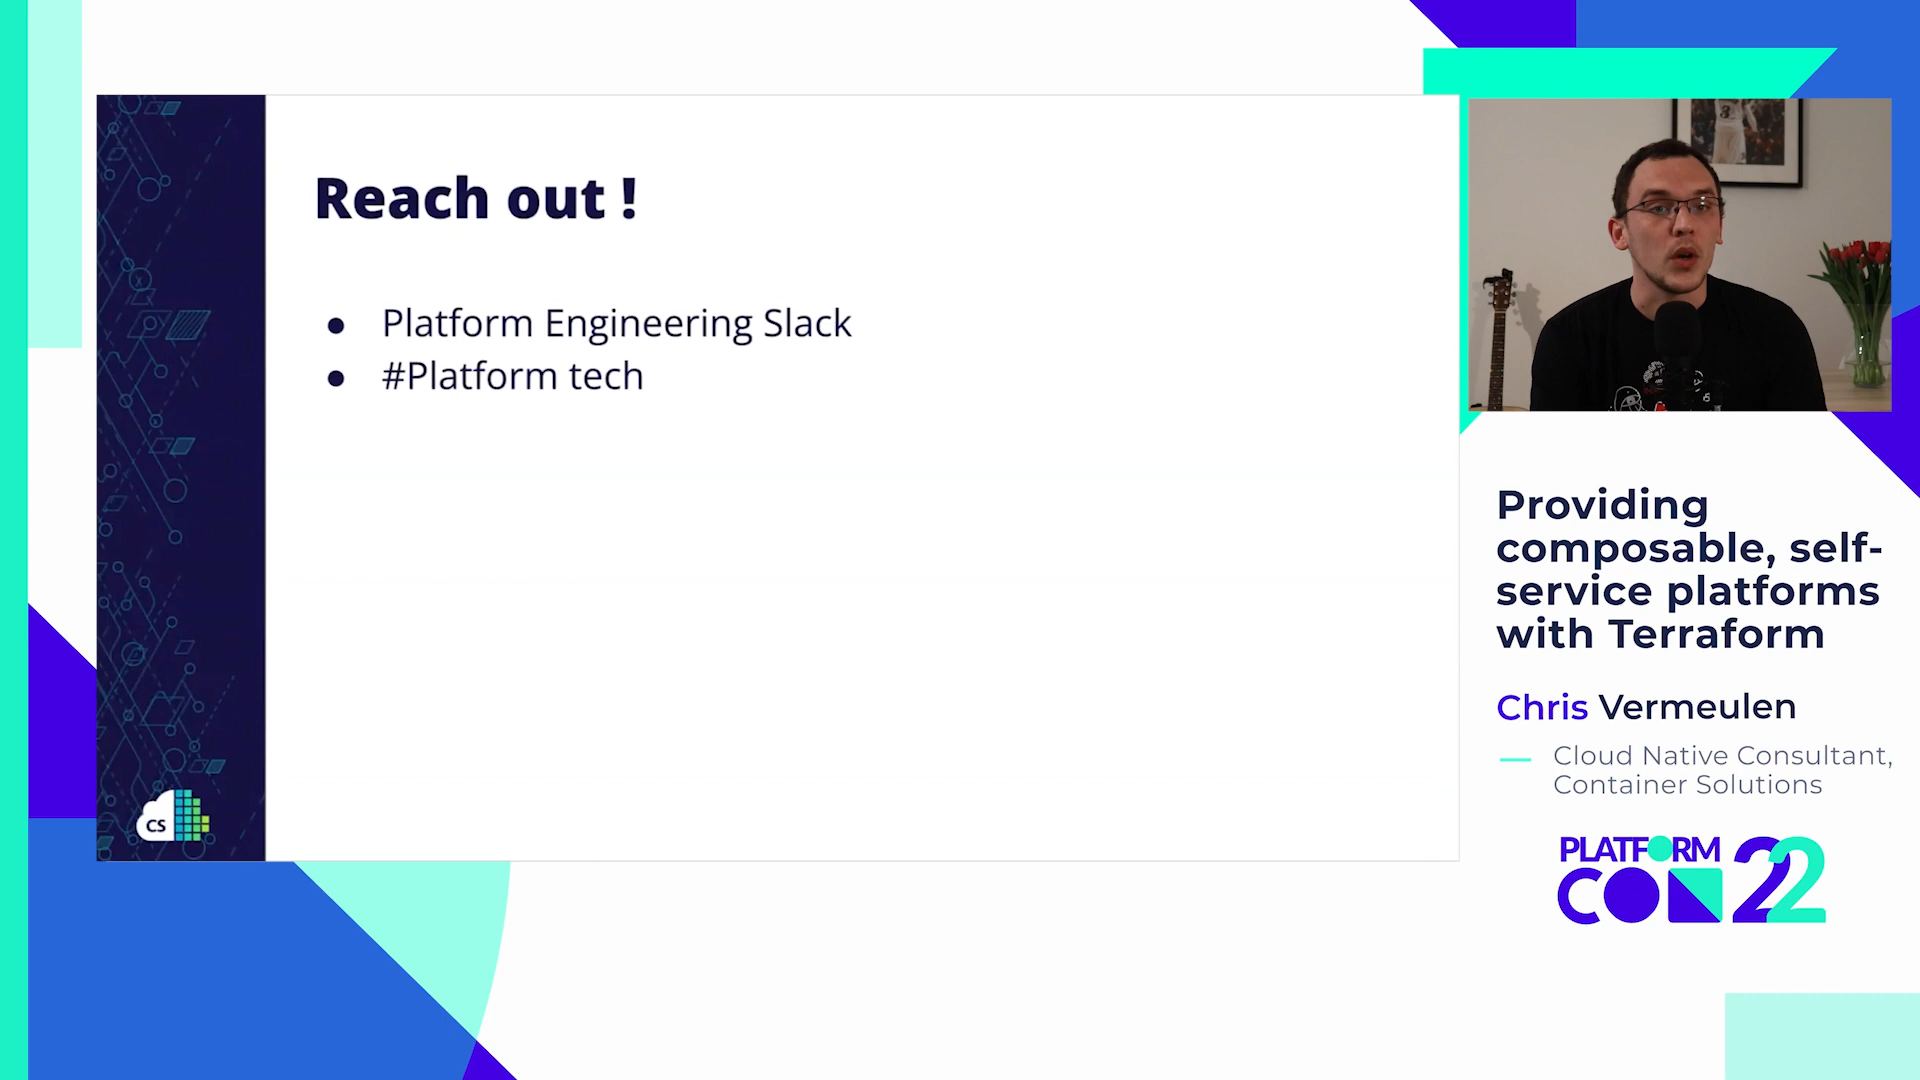 Reach out !
● Platform Engineering Slack
● #Platform tech
CS
Providing
composable, self-
service platforms
with Terraform
Chris Vermeulen
Cloud Native Consultant,
Container Solutions
PLATFORM
CON 22